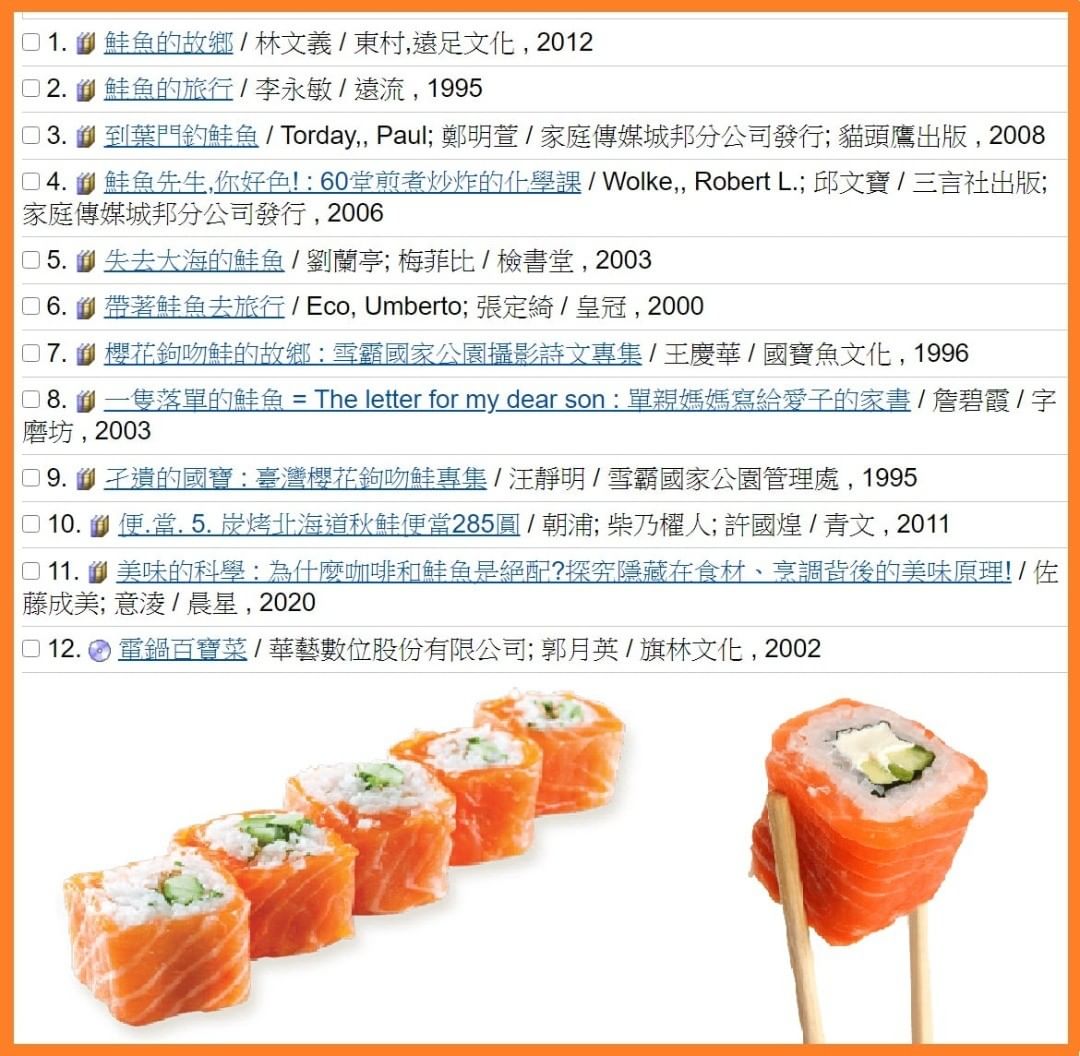 1. 鮭魚的故鄉 / 林文義 / 東村,遠足文化 , 2012
2. 鮭魚的旅行 / 李永敏 / 遠流 , 1995
3. 到葉門釣鮭魚 / Torday,, Paul; 鄭明萱 / 家庭傳媒城邦分公司發行; 貓頭鷹出版 , 2008
4. 鮭魚先生,你好色! : 60堂煎煮炒炸的化學課 / Wolke,, Robert L.; 邱文寶 / 三言社出版;
家庭傳媒城邦分公司發行 , 2006
5. 失去大海的鮭魚 / 劉蘭亭; 梅菲比 / 檢書堂 , 2003
6. 帶著鮭魚去旅行 / Eco, Umberto; 張定綺 / 皇冠 , 2000
7. 櫻花鉤吻鮭的故鄉 : 雪霸國家公園攝影詩文專集 / 王慶華 / 國寶魚文化 , 1996
8. 一隻落單的鮭魚 = The letter for my dear son : 單親媽媽寫給愛子的家書 / 詹碧霞 / 字
磨坊 , 2003
9. 孑遺的國寶 : 臺灣櫻花鉤吻鮭專集 / 汪靜明 / 雪霸國家公園管理處 , 1995
10. 便.當. 5. 炭烤北海道秋鮭便當285圓 / 朝浦; 柴乃櫂人; 許國煌 / 青文 , 2011
11. 美味的科學 : 為什麼咖啡和鮭魚是絕配?探究隱藏在食材、烹調背後的美味原理! / 佐
藤成美; 意淩 / 晨星 , 2020
12. 電鍋百寶菜 / 華藝數位股份有限公司; 郭月英 / 旗林文化 , 2002